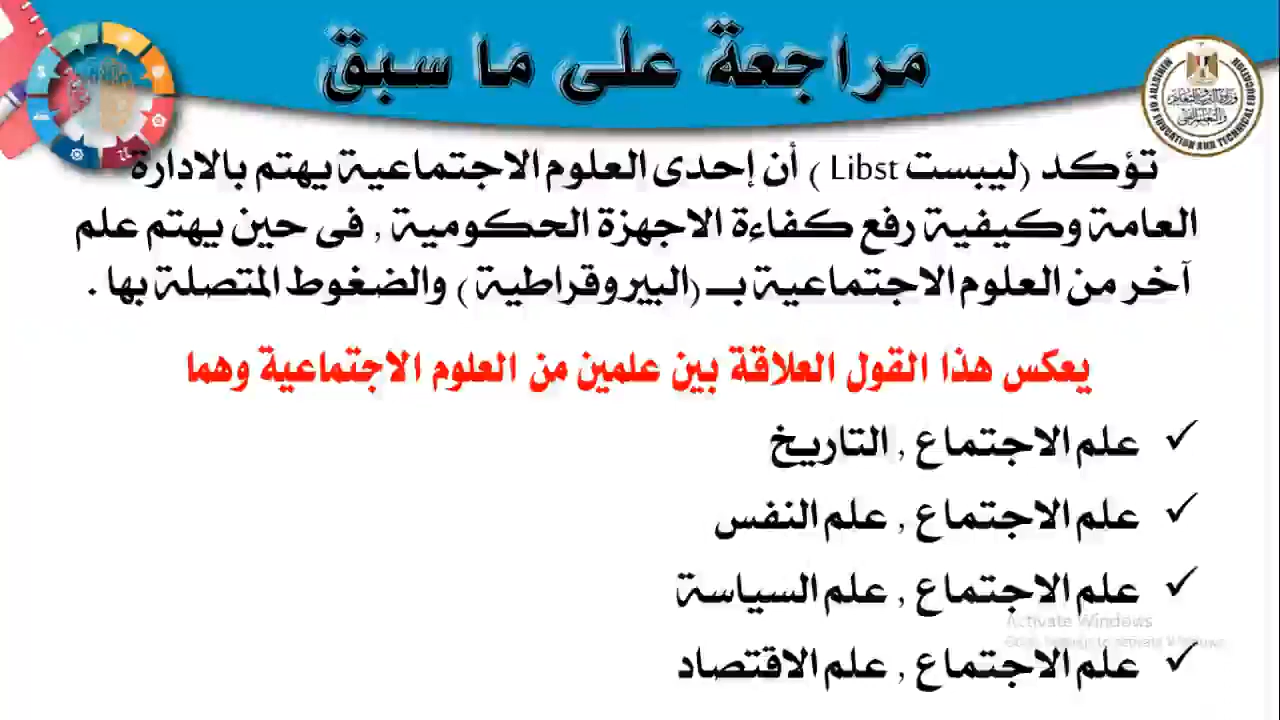 مراجعة على ما سبق
تؤكد (ليبست Libst ) أن إحدى العلوم الاجتماعية يهتم بالادارة
العامة وكيفية رفع كفاءة الاجهزة الحكومية , فى حين يهتم علم
آخر من العلوم الاجتماعية بـ (البيروقراطية ) والضغوط المتصلة بها .
يعكس هذا القول العلاقة بين علمين من العلوم الاجتماعية وهما
✓ علم الاجتماع , التاريخ
✓ علم الاجتماع , علم النفس
✓ علم الاجتماع , علم السياسة
Activate Windows
✓ علم الاجتماع , علم الاقتصاد